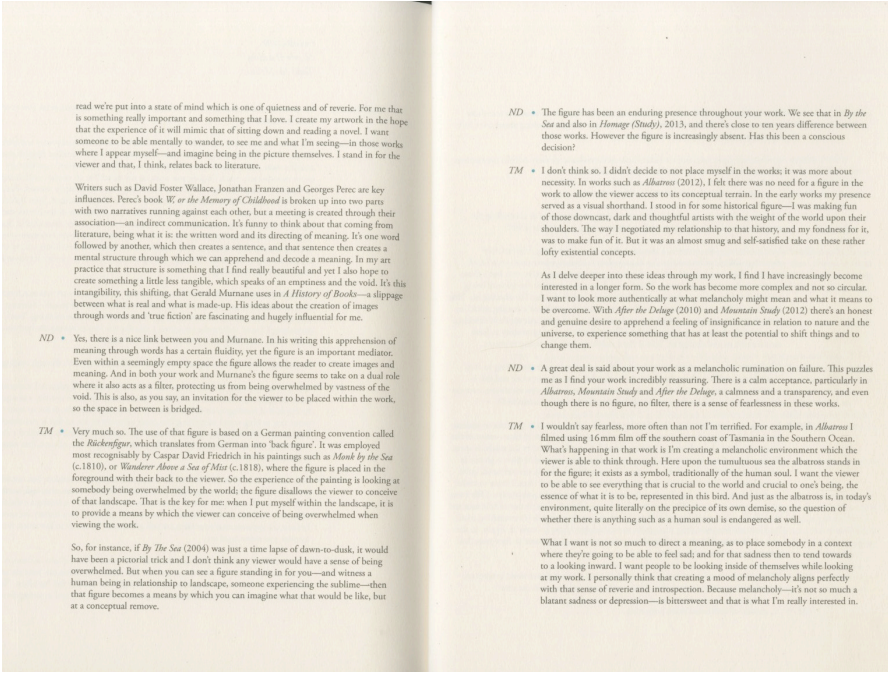 read we're put into a state of mind which is one of quietness and of reverie. For me that
is something really important and something that I love. I create my artwork in the hope
that the experience of it will mimic that of sitting down and reading a novel. I want
someone to be able mentally to wander, to see me and what I'm seeing—in those works
where I appear myself—and imagine being in the picture themselves. I stand in for the
viewer and that, I think, relates back to literature.
Writers such as David Foster Wallace, Jonathan Franzen and Georges Perec are key
influences. Perec's book W, or the Memory of Childhood is broken up into two parts
with two narratives running against each other, but a meeting is created through their
association—an indirect communication. It's funny to think about that coming from
literature, being what it is: the written word and its directing of meaning. It's one word
followed by another, which then creates a sentence, and that sentence then creates a
mental structure through which we can apprehend and decode a meaning. In my art
practice that structure is something that I find really beautiful and yet I also hope to
create something a little less tangible, which speaks of an emptiness and the void. It's this
intangibility, this shifting, that Gerald Murnane uses in A History of Books—a slippage
between what is real and what is made-up. His ideas about the creation of images
through words and 'true fiction' are fascinating and hugely influential for me.
ND • Yes, there is a nice link between you and Murnane. In his writing this apprehension of
meaning through words has a certain fluidity, yet the figure is an important mediator.
Even within a seemingly empty space the figure allows the reader to create images and
meaning. And in both your work and Murnane's the figure seems to take on a dual role
where it also acts as a filter, protecting us from being overwhelmed by vastness of the
void. This is also, as you say, an invitation for the viewer to be placed within the work,
so the space in between is bridged.
TM • Very much so. The use of that figure is based on a German painting convention called
the Rückenfigur, which translates from German into 'back figure'. It was employed
most recognisably by Caspar David Friedrich in his paintings such as Monk by the Sea
(c.1810), or Wanderer Above a Sea of Mist (c.1818), where the figure is placed in the
foreground with their back to the viewer. So the experience of the painting is looking at
somebody being overwhelmed by the world; the figure disallows the viewer to conceive
of that landscape. That is the key for me: when I put myself within the landscape, it is
to provide a means by which the viewer can conceive of being overwhelmed when
viewing the work.
So, for instance, if By The Sea (2004) was just a time lapse of dawn-to-dusk, it would
have been a pictorial trick and I don't think any viewer would have a sense of being
overwhelmed. But when you can see a figure standing in for you—and witness a
human being in relationship to landscape, someone experiencing the sublime—then
that figure becomes a means by which you can imagine what that would be like, but
at a conceptual remove.
ND • The figure has been an enduring presence throughout your work. We see that in By the
Sea and also in Homage (Study), 2013, and there's close to ten years difference between
those works. However the figure is increasingly absent. Has this been a conscious
decision?
TM • I don't think so. I didn't decide to not place myself in the works; it was more about
necessity. In works such as Albatross (2012), I felt there was no need for a figure in the
work to allow the viewer access to its conceptual terrain. In the early works my presence
served as a visual shorthand. I stood in for some historical figure—I was making fun
of those downcast, dark and thoughtful artists with the weight of the world upon their
shoulders. The way I negotiated my relationship to that history, and my fondness for it,
was to make fun of it. But it was an almost smug and self-satisfied take on these rather
lofty existential concepts.
As I delve deeper into these ideas through my work, I find I have increasingly become
interested in a longer form. So the work has become more complex and not so circular.
I want to look more authentically at what melancholy might mean and what it means to
be overcome. With After the Deluge (2010) and Mountain Study (2012) there's an honest
and genuine desire to apprehend a feeling of insignificance in relation to nature and the
universe, to experience something that has at least the potential to shift things and to
change them.
ND • A great deal is said about your work as a melancholic rumination on failure. This puzzles
me as I find your work incredibly reassuring. There is a calm acceptance, particularly in
Albatross, Mountain Study and After the Deluge, a calmness and a transparency, and even
though there is no figure, no filter, there is a sense of fearlessness in these works.
TM • I wouldn't say fearless, more often than not I'm terrified. For example, in Albatross I
filmed using 16mm film off the southern coast of Tasmania in the Southern Ocean.
What's happening in that work is I'm creating a melancholic environment which the
viewer is able to think through. Here upon the tumultuous sea the albatross stands in
for the figure; it exists as a symbol, traditionally of the human soul. I want the viewer
to be able to see everything that is crucial to the world and crucial to one's being, the
essence of what it is to be, represented in this bird. And just as the albatross is, in today's
environment, quite literally on the precipice of its own demise, so the question of
whether there is anything such as a human soul is endangered as well.
What I want is not so much to direct a meaning, as to place somebody in a context
where they're going to be able to feel sad; and for that sadness then to tend towards
to a looking inward. I want people to be looking inside of themselves while looking
at my work. I personally think that creating a mood of melancholy aligns perfectly
with that sense of reverie and introspection. Because melancholy—it's not so much a
blatant sadness or depression—is bittersweet and that is what I'm really interested in.